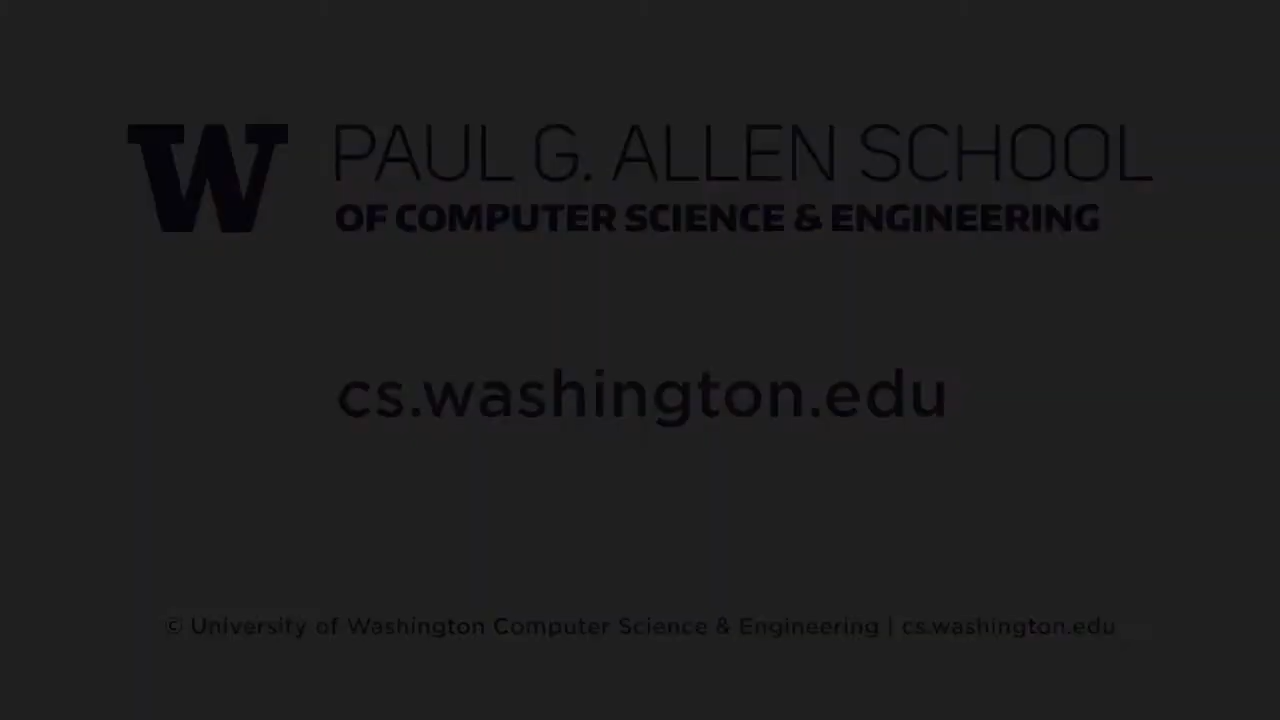 W PAUL G. ALLEN SCHOOL
OF COMPUTER SCIENCE & ENGINEERING
cs.washington.edu
© University of Washington Computer Science & Engineering | cs.washington.edu